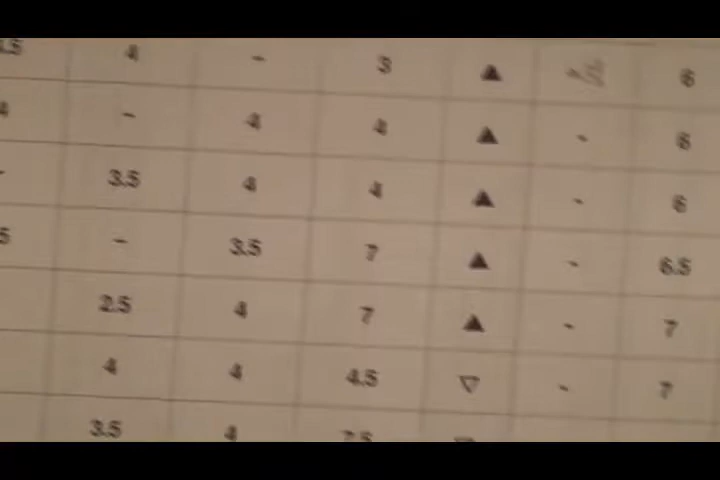 4 - 3 ▲ 6
4 - 4 4 ▲ - 6
- 3.5 4 4 ▲ - 6
5 - 3.5 7 ▲ - 6.5
2.5 4 7 ▲ - 7
4 4 4.5 ▽ - 7
3.5 4 7.5